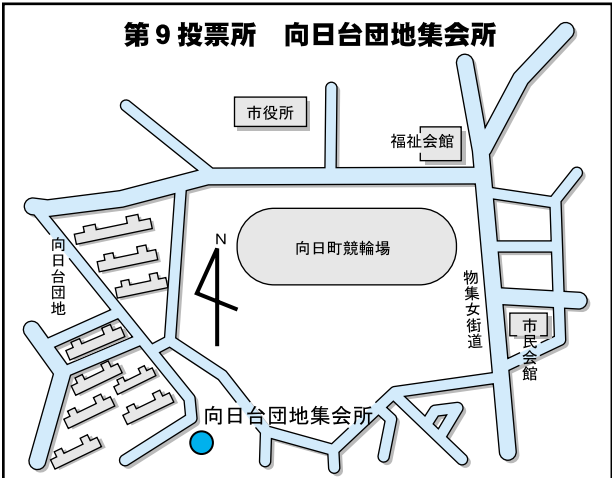 第9投票所　向日台団地集会所
市役所
福祉会館
N
向日町競輪場
向日台団地
物集女街道
市民会館
向日台団地集会所